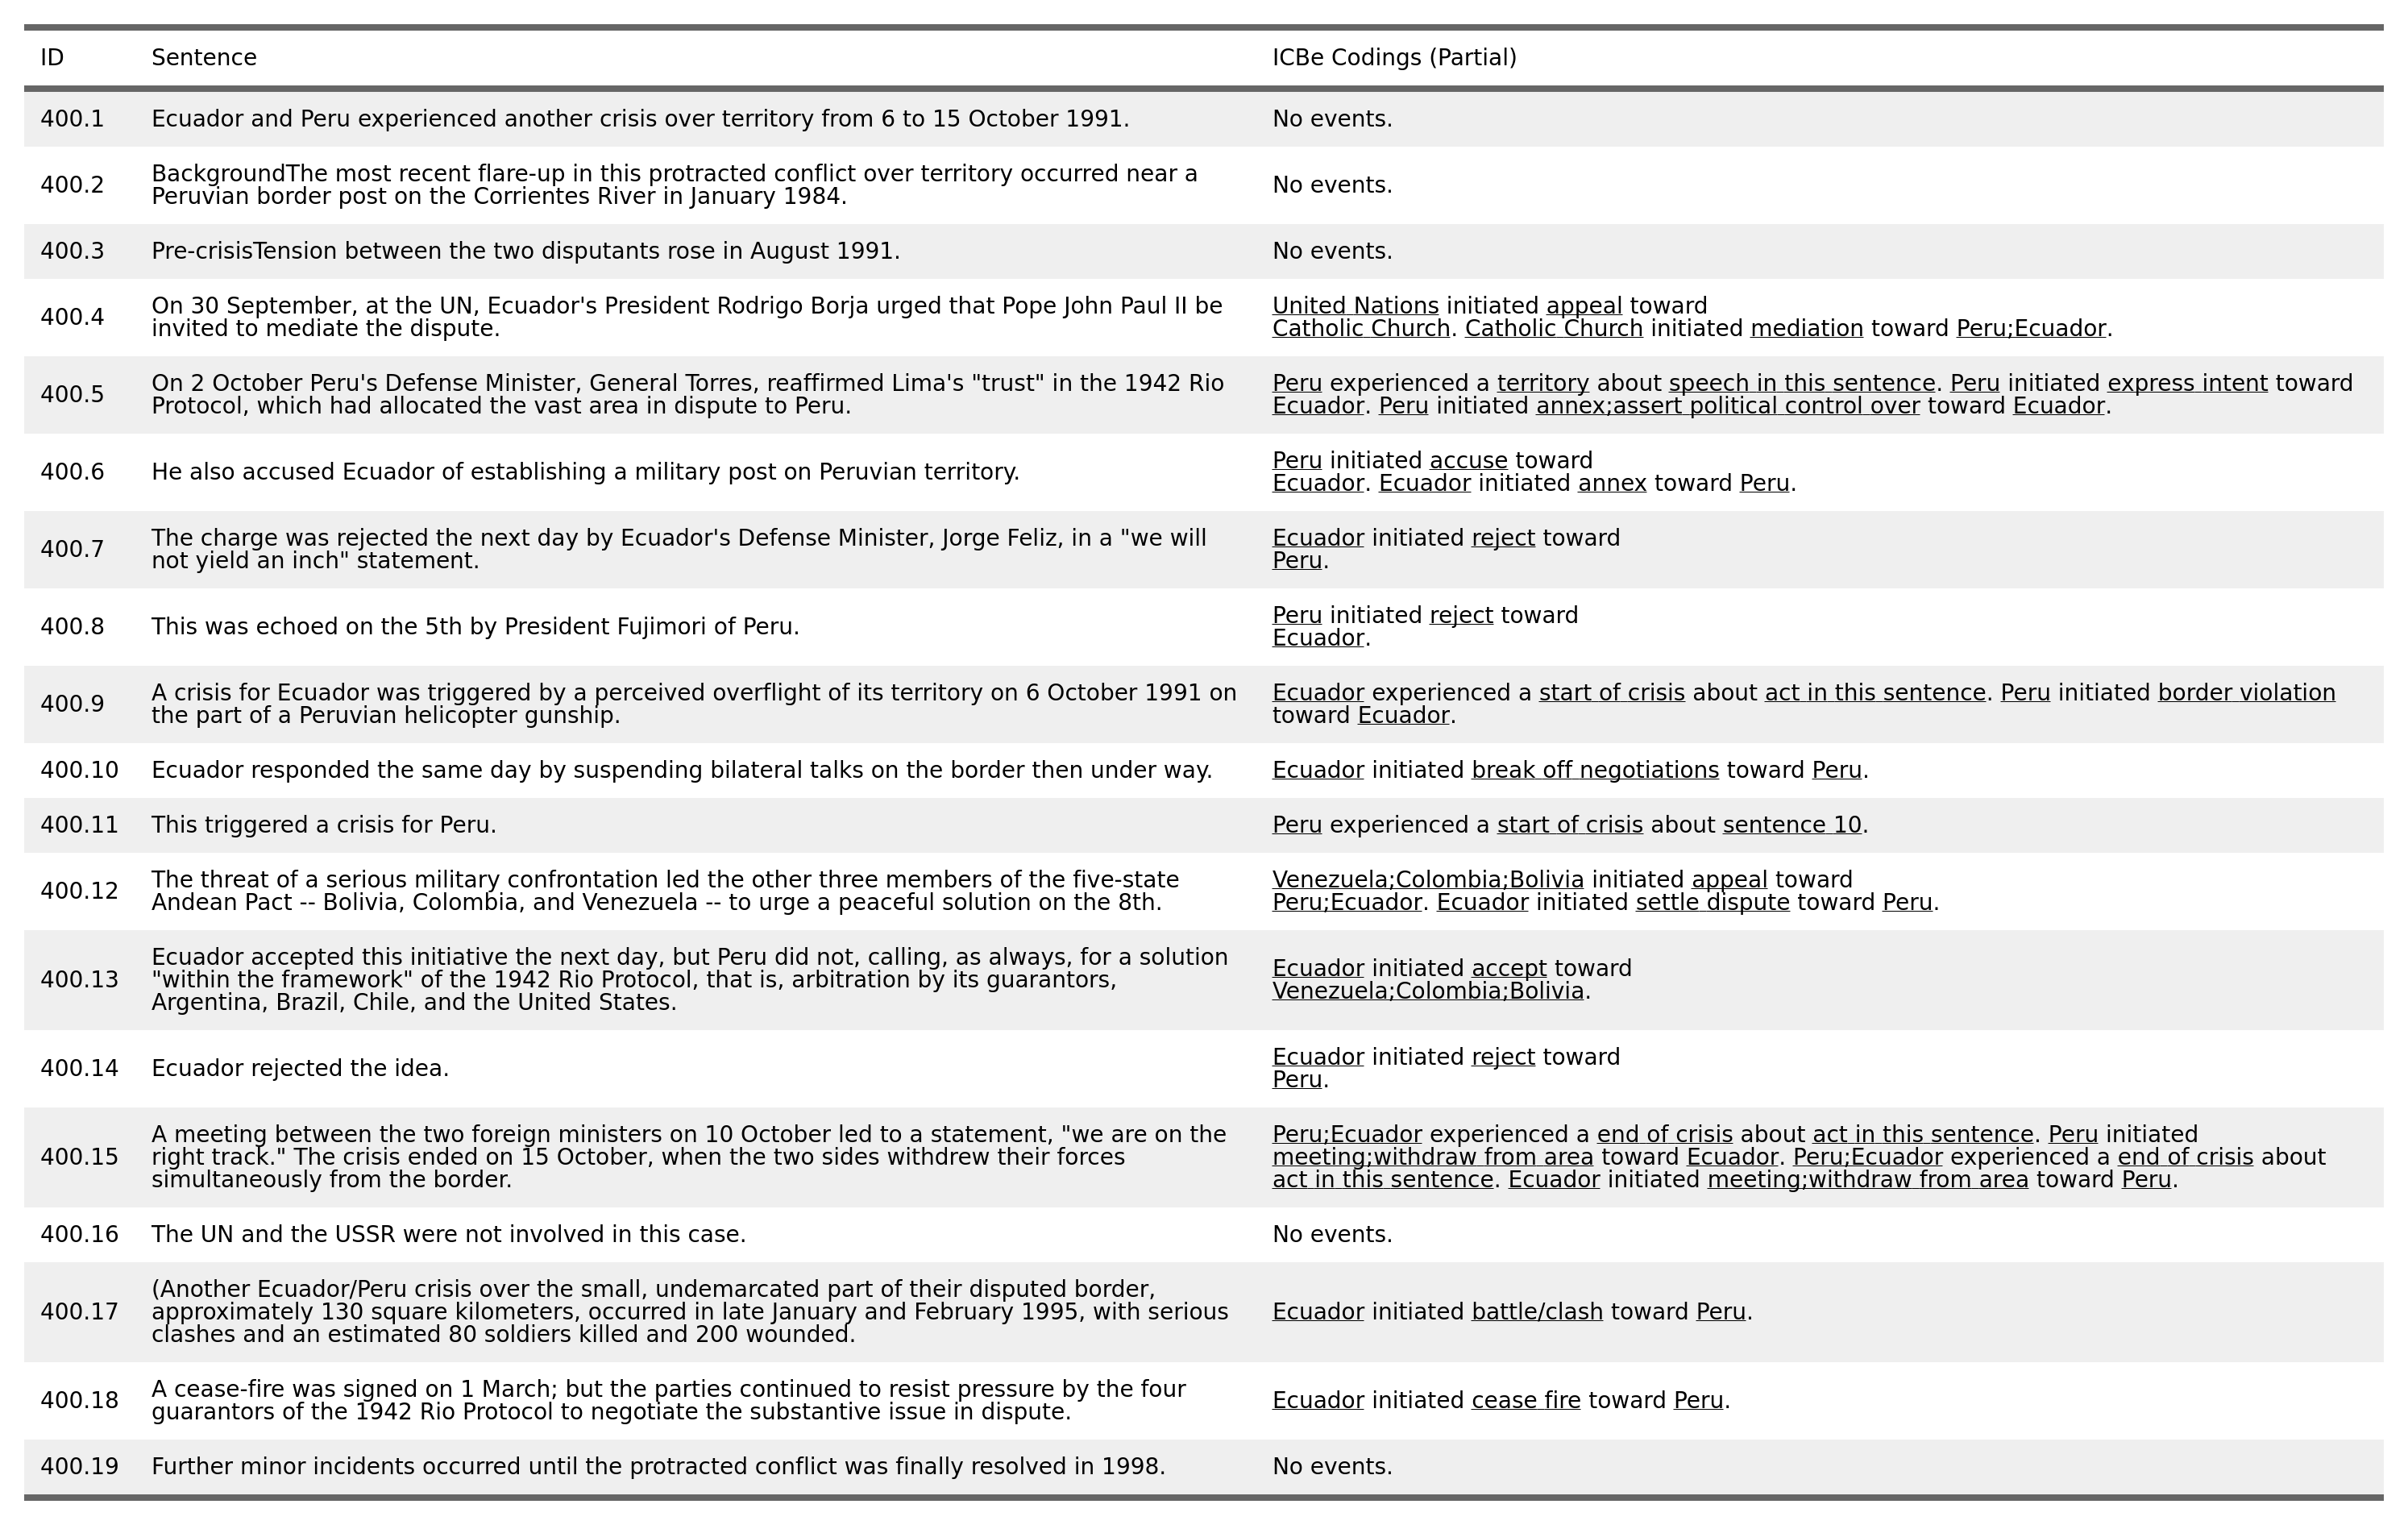 ID Sentence ICBe Codings (Partial)
400.1 Ecuador and Peru experienced another crisis over territory from 6 to 15 October 1991. No events.
400.2 BackgroundThe most recent flare-up in this protracted conflict over territory occurred near a
Peruvian border post on the Corrientes River in January 1984. No events.
400.3 Pre-crisisTension between the two disputants rose in August 1991. No events.
400.4 On 30 September, at the UN, Ecuador's President Rodrigo Borja urged that Pope John Paul II be
invited to mediate the dispute.
United Nations initiated appeal toward
Catholic Church. Catholic Church initiated mediation toward Peru;Ecuador.
400.5 On 2 October Peru's Defense Minister, General Torres, reaffirmed Lima's "trust" in the 1942 Rio
Protocol, which had allocated the vast area in dispute to Peru.
Peru experienced a territory about speech in this sentence. Peru initiated express intent toward
Ecuador. Peru initiated annex;assert political control over toward Ecuador.
400.6 He also accused Ecuador of establishing a military post on Peruvian territory.
Peru initiated accuse toward
Ecuador. Ecuador initiated annex toward Peru.
400.7 The charge was rejected the next day by Ecuador's Defense Minister, Jorge Feliz, in a "we will
not yield an inch" statement.
Ecuador initiated reject toward
Peru.
400.8 This was echoed on the 5th by President Fujimori of Peru.
Peru initiated reject toward
Ecuador.
400.9 A crisis for Ecuador was triggered by a perceived overflight of its territory on 6 October 1991 on
the part of a Peruvian helicopter gunship.
Ecuador experienced a start of crisis about act in this sentence. Peru initiated border violation
toward Ecuador.
400.10 Ecuador responded the same day by suspending bilateral talks on the border then under way. Ecuador initiated break off negotiations toward Peru.
400.11 This triggered a crisis for Peru. Peru experienced a start of crisis about sentence 10.
400.12 The threat of a serious military confrontation led the other three members of the five-state
Andean Pact -- Bolivia, Colombia, and Venezuela -- to urge a peaceful solution on the 8th.
Venezuela;Colombia;Bolivia initiated appeal toward
Peru;Ecuador. Ecuador initiated settle dispute toward Peru.
400.13 Ecuador accepted this initiative the next day, but Peru did not, calling, as always, for a solution
"within the framework" of the 1942 Rio Protocol, that is, arbitration by its guarantors,
Argentina, Brazil, Chile, and the United States.
Ecuador initiated accept toward
Venezuela;Colombia;Bolivia.
400.14 Ecuador rejected the idea.
Ecuador initiated reject toward
Peru.
400.15 A meeting between the two foreign ministers on 10 October led to a statement, "we are on the
right track." The crisis ended on 15 October, when the two sides withdrew their forces
simultaneously from the border.
Peru;Ecuador experienced a end of crisis about act in this sentence. Peru initiated
meeting;withdraw from area toward Ecuador. Peru;Ecuador experienced a end of crisis about
act in this sentence. Ecuador initiated meeting;withdraw from area toward Peru.
400.16 The UN and the USSR were not involved in this case. No events.
400.17 (Another Ecuador/Peru crisis over the small, undemarcated part of their disputed border,
approximately 130 square kilometers, occurred in late January and February 1995, with serious
clashes and an estimated 80 soldiers killed and 200 wounded.
Ecuador initiated battle/clash toward Peru.
400.18 A cease-fire was signed on 1 March; but the parties continued to resist pressure by the four
guarantors of the 1942 Rio Protocol to negotiate the substantive issue in dispute.
Ecuador initiated cease fire toward Peru.
400.19 Further minor incidents occurred until the protracted conflict was finally resolved in 1998. No events.